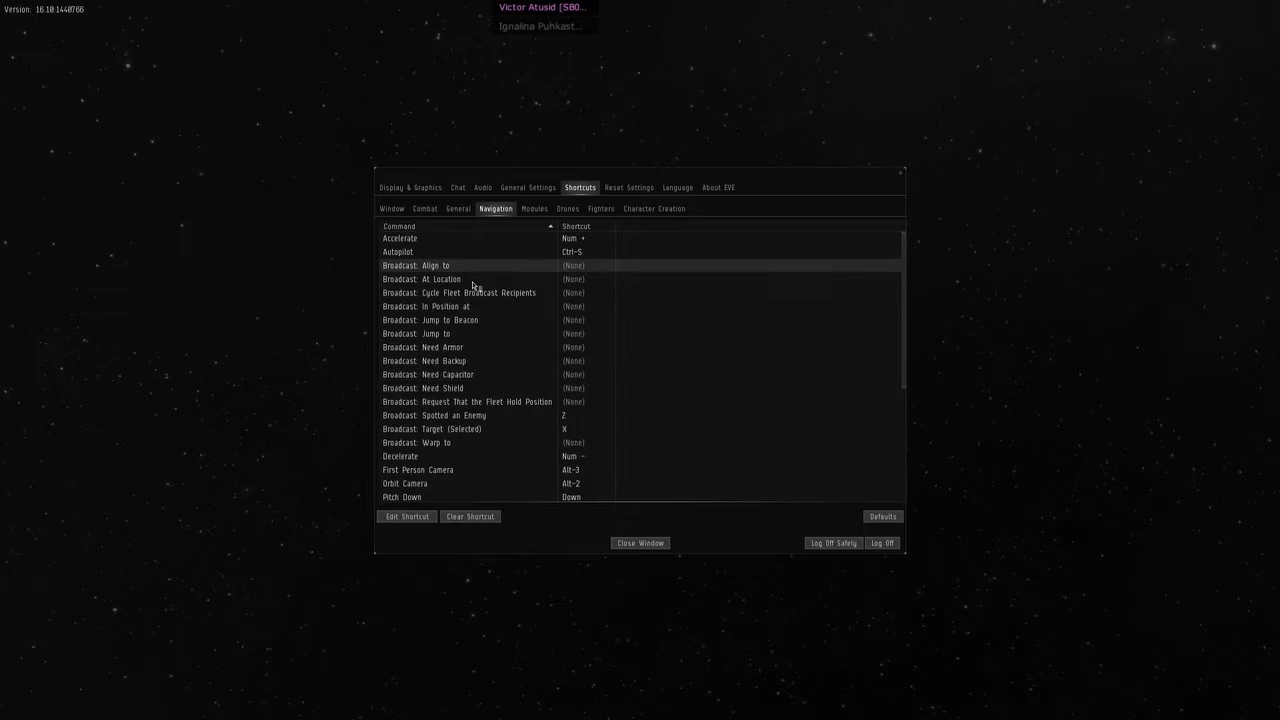 Version: 16.10.1440766
Victor Atusid [SB0...
Ignalina Puhkast...
Display & Graphics Chat Audio General Settings Shortcuts Reset Settings Language About EVE
Window Combat General Navigation Modules Drones Fighters Character Creation
Command Shortcut
Accelerate Num +
Autopilot Ctrl-S
Broadcast: Align to (None)
Broadcast: At Location (None)
Broadcast: Cycle Fleet Broadcast Recipients (None)
Broadcast: In Position at (None)
Broadcast: Jump to Beacon (None)
Broadcast: Jump to (None)
Broadcast: Need Armor (None)
Broadcast: Need Backup (None)
Broadcast: Need Capacitor (None)
Broadcast: Need Shield (None)
Broadcast: Request That the Fleet Hold Position (None)
Broadcast: Spotted an Enemy Z
Broadcast: Target (Selected) X
Broadcast: Warp to (None)
Decelerate Num -
First Person Camera Alt-3
Orbit Camera Alt-2
Pitch Down Down
Edit Shortcut Clear Shortcut Defaults
Close Window Log Off Safely Log Off